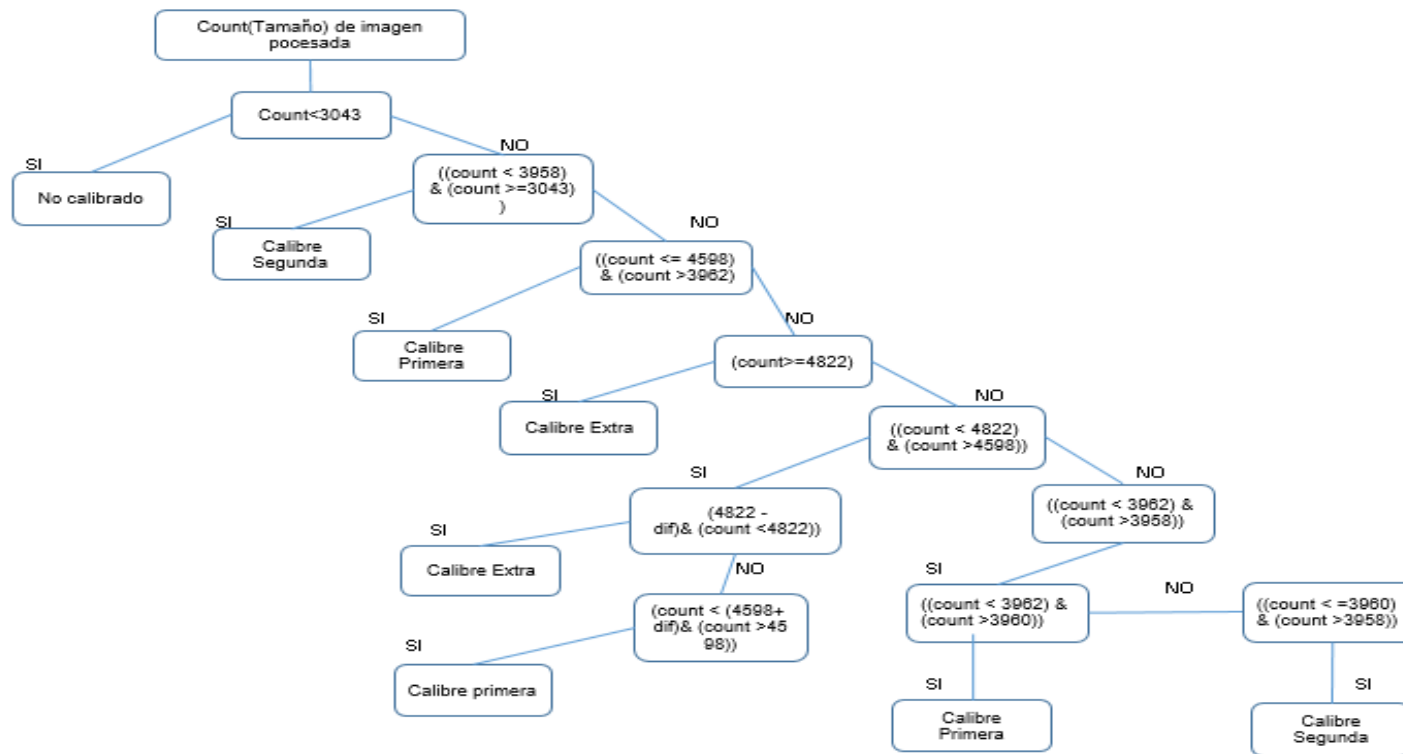 Count(Tamaño) de imagen
pocesada
Count<3043
SI
NO
No calibrado
((count < 3958)
& (count >=3043)
)
SI
NO
Calibre
Segunda
((count <= 4598)
& (count >3962)
SI
NO
Calibre
Primera
(count>=4822)
SI
NO
Calibre Extra
((count < 4822)
& (count >4598))
SI
NO
(4822 -
dif)& (count <4822))
((count < 3962) &
(count >3958))
SI
Calibre Extra
NO
SI
(count < (4598+
dif)& (count >45
98))
((count < 3962) &
(count >3960))
NO
((count < =3960)
& (count >3958))
SI
Calibre primera
SI
SI
Calibre
Primera
Calibre
Segunda